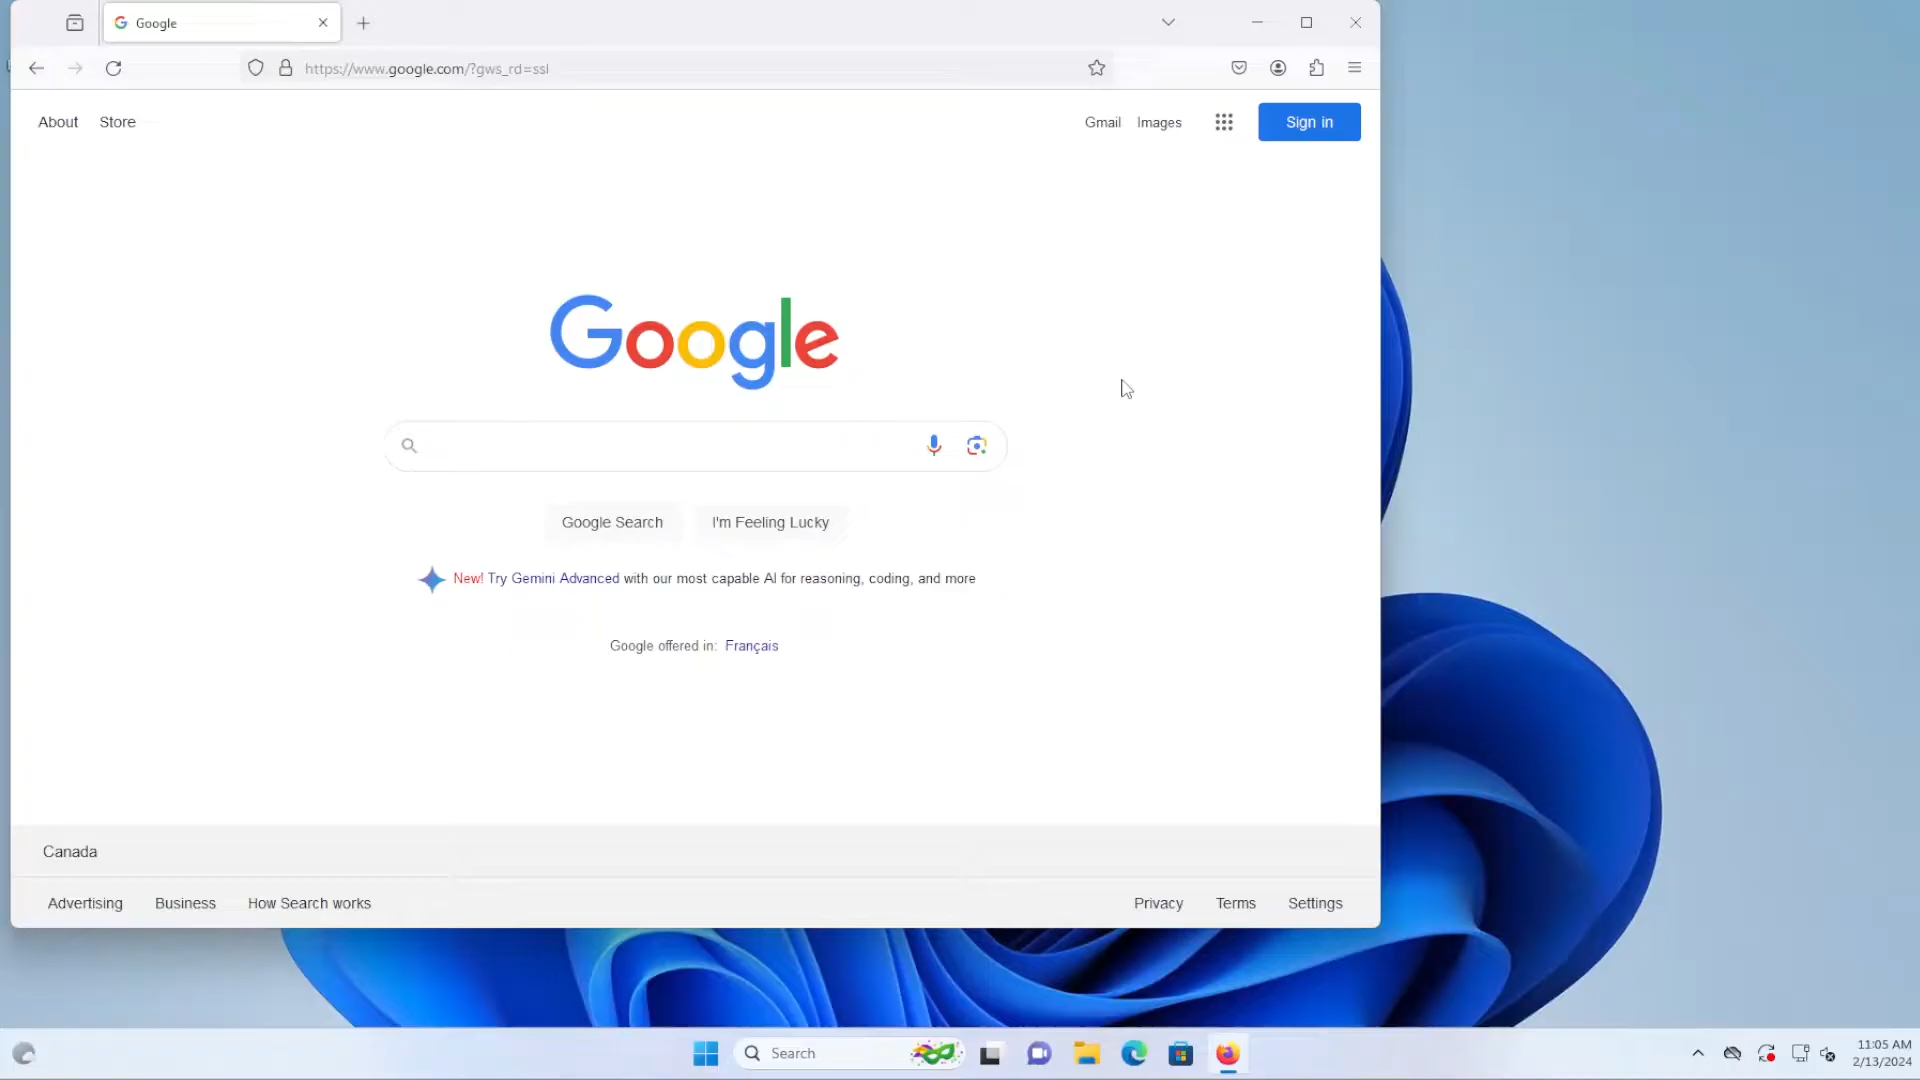 Google
https://www.google.com/?gws_rd=ssl
About Store
Gmail Images Sign in
Google
Google Search I'm Feeling Lucky
New! Try Gemini Advanced with our most capable AI for reasoning, coding, and more
Google offered in: Français
Canada
Advertising Business How Search works
Privacy Terms Settings
Search
11:05 AM
2/13/2024